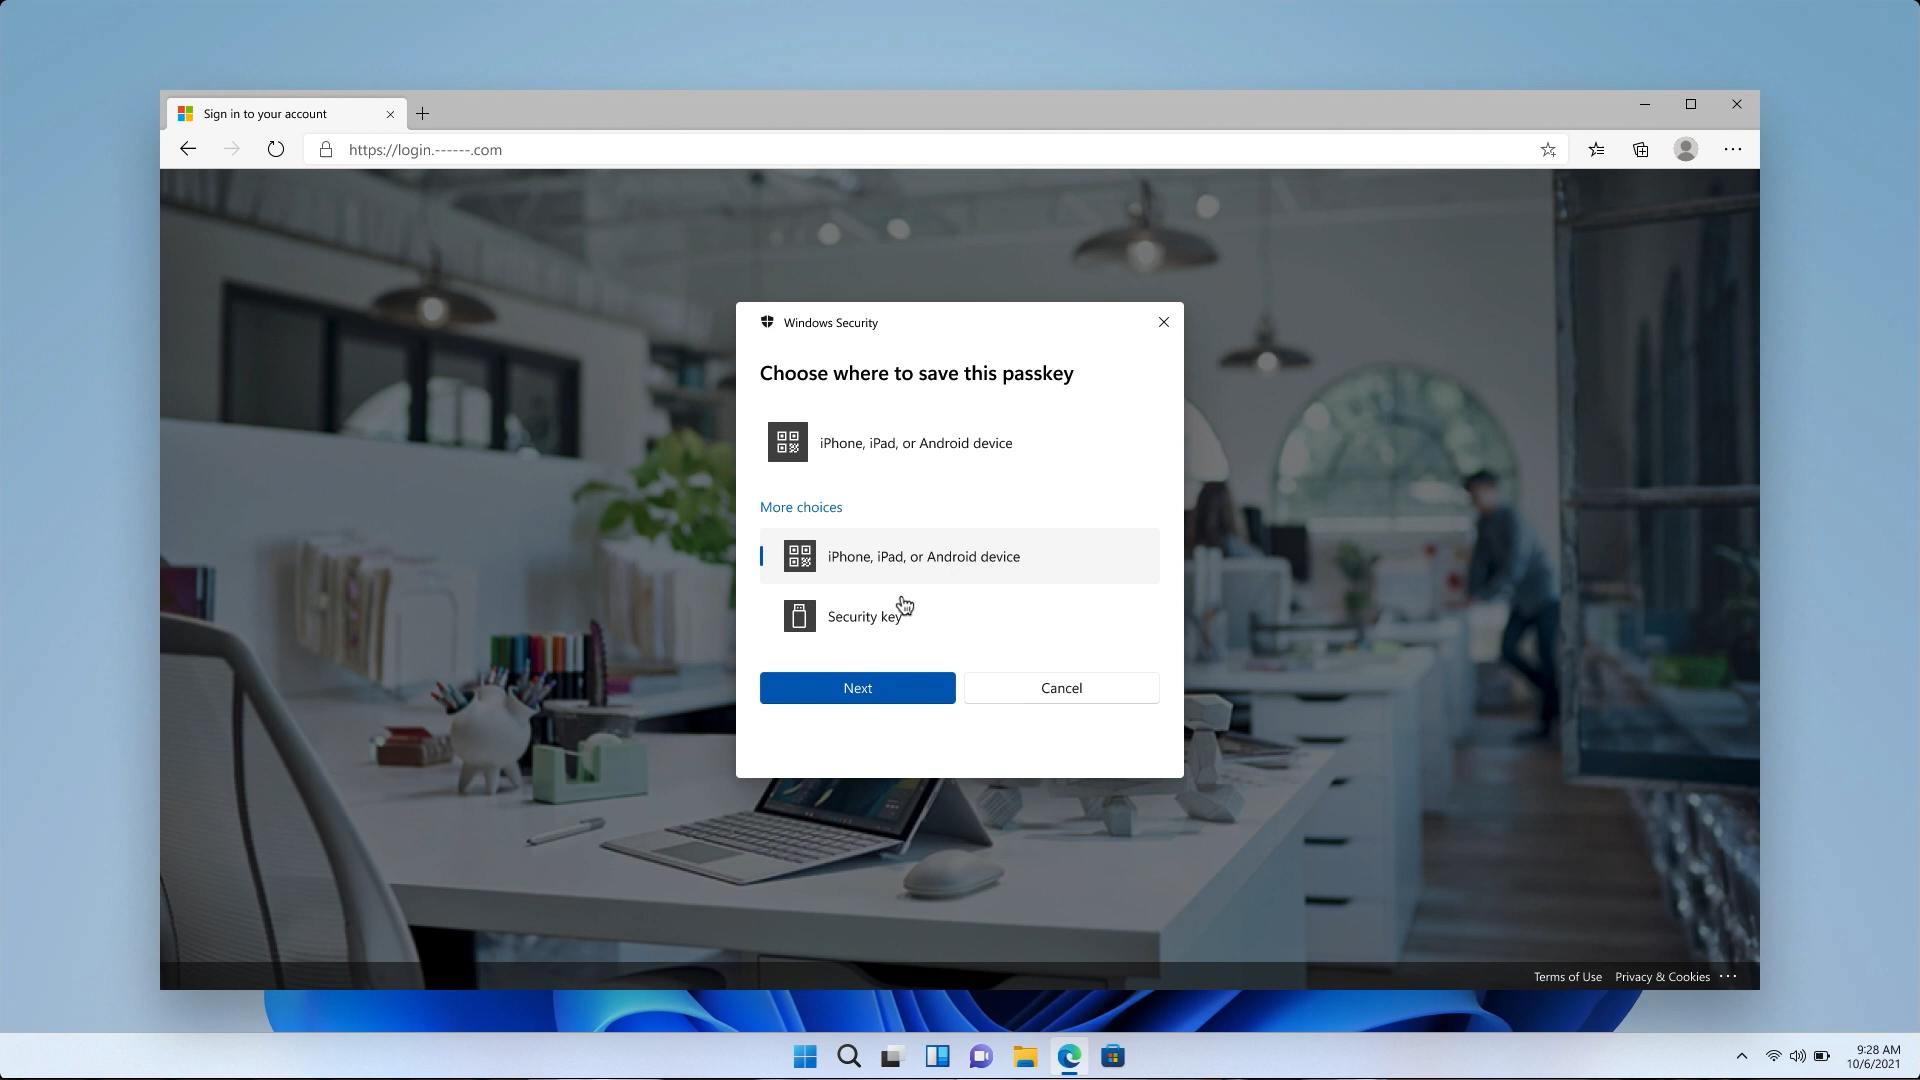 Sign in to your account
https://login.------.com
Windows Security
Choose where to save this passkey
iPhone, iPad, or Android device
More choices
iPhone, iPad, or Android device
Security key
Next
Cancel
Terms of Use
Privacy & Cookies
9:28 AM
10/6/2021